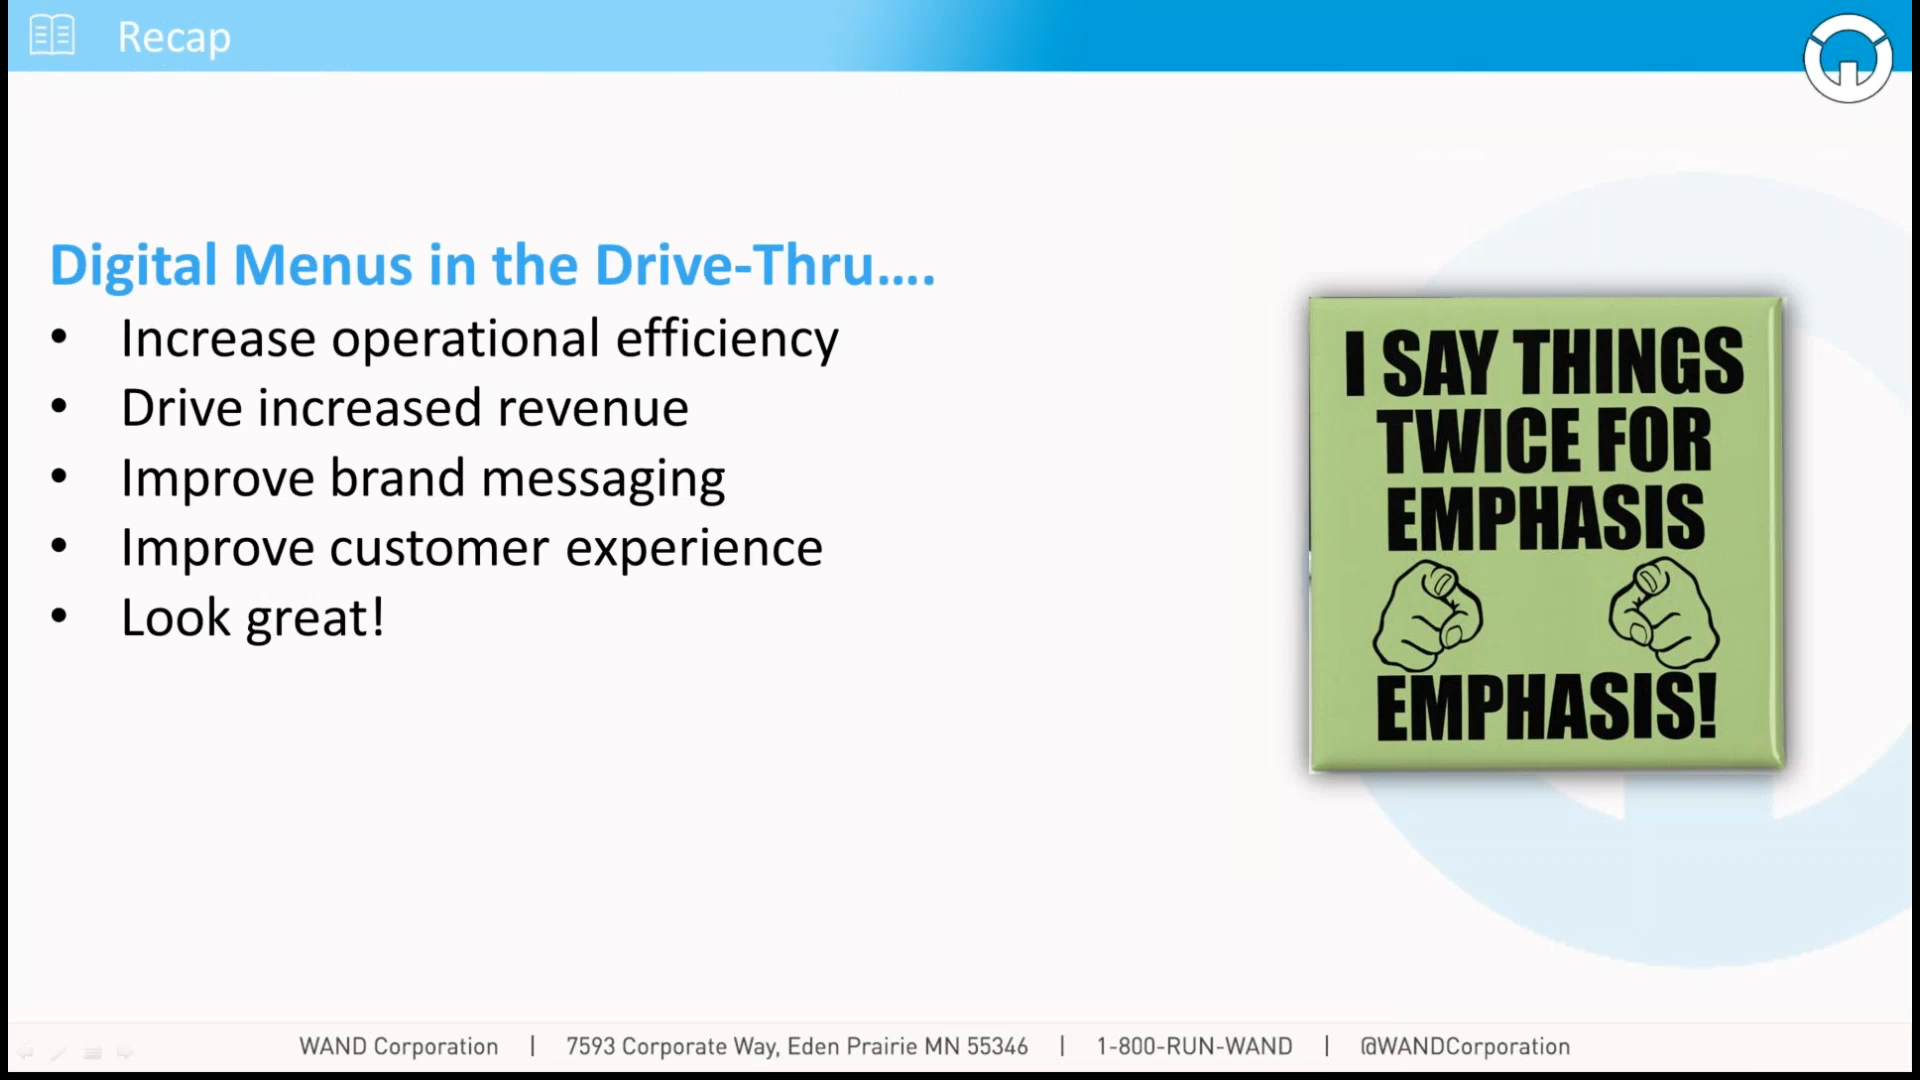 Recap
Digital Menus in the Drive-Thru....
• Increase operational efficiency
• Drive increased revenue
• Improve brand messaging
• Improve customer experience
• Look great!
I SAY THINGS
TWICE FOR
EMPHASIS
EMPHASIS!
WAND Corporation | 7593 Corporate Way, Eden Prairie MN 55346 | 1-800-RUN-WAND | @WANDCorporation